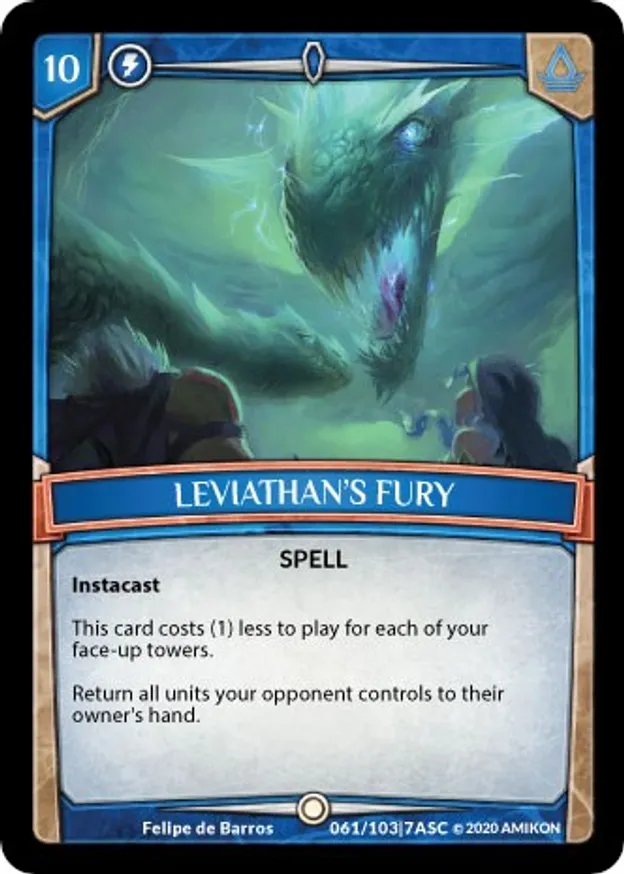 10
LEVIATHAN'S FURY
SPELL
Instacast
This card costs (1) less to play for each of your
face-up towers.
Return all units your opponent controls to their
owner's hand.
Felipe de Barros 061/103|7ASC © 2020 AMIKON